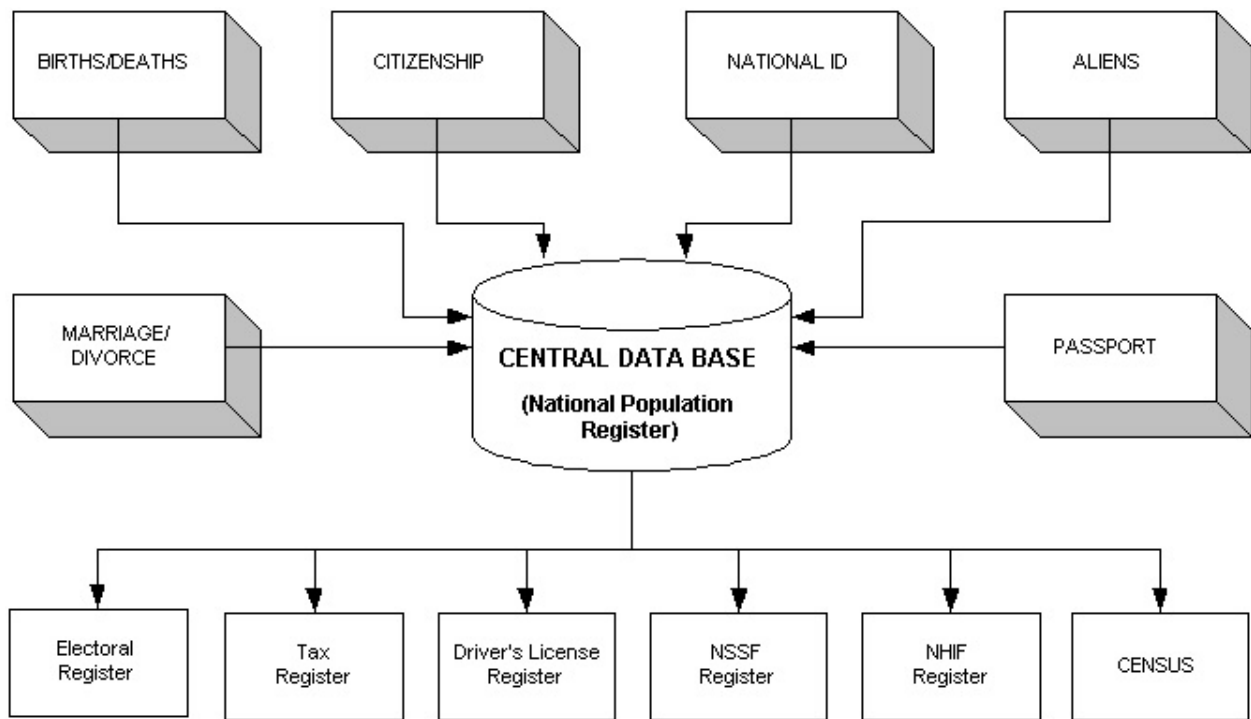 BIRTHS/DEATHS
CITIZENSHIP
NATIONAL ID
ALIENS
MARRIAGE/
DIVORCE
CENTRAL DATA BASE
(National Population
Register)
PASSPORT
Electoral
Register
Tax
Register
Driver's License
Register
NSSF
Register
NHIF
Register
CENSUS